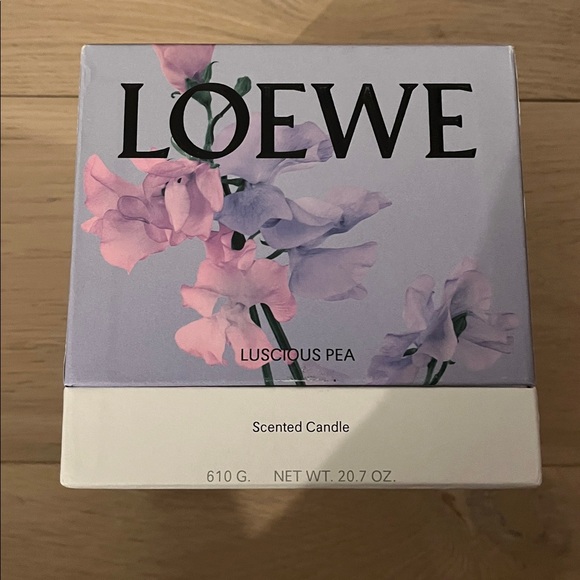 LOEWE
LUSCIOUS PEA
Scented Candle
610 G. NET WT. 20.7 OZ.